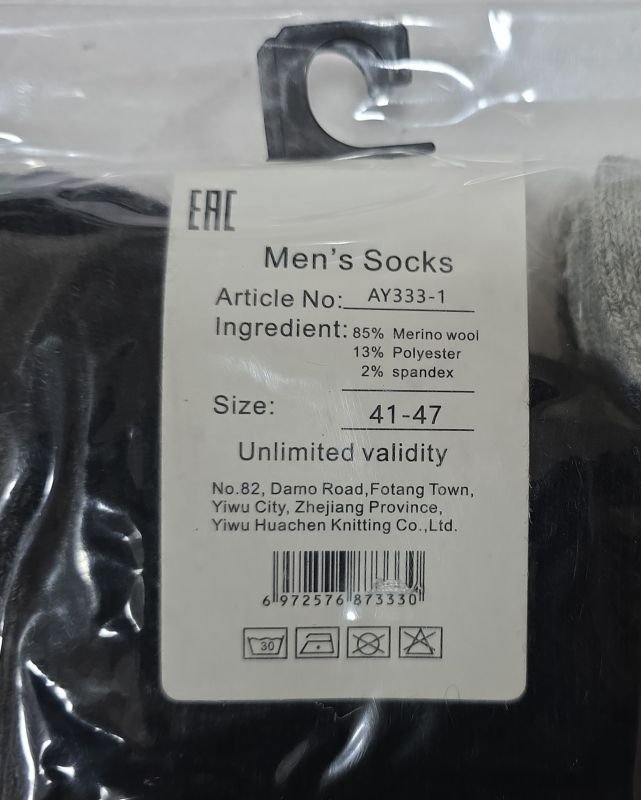 EAC
Men's Socks
Article No: AY333-1
Ingredient: 85% Merino wool
13% Polyester
2% spandex
Size: 41-47
Unlimited validity
No.82, Damo Road,Fotang Town,
Yiwu City, Zhejiang Province,
Yiwu Huachen Knitting Co.,Ltd.
6 972576 873330
30